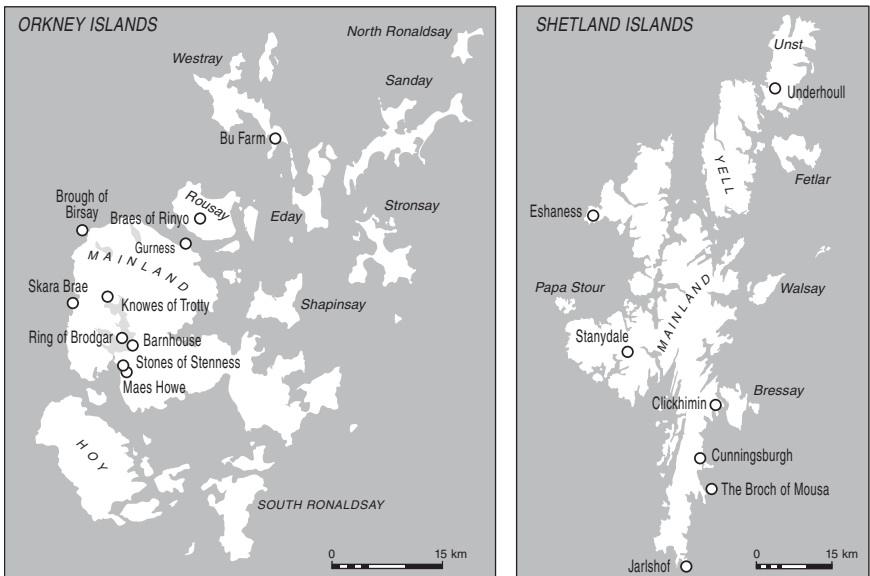 ORKNEY ISLANDS
North Ronaldsay
Westray
Sanday
Bu Farm
Brough of
Birsay
Rousay
Braes of Rinyo
Eday
Stronsay
Gurness
MAINLAND
Skara Brae
Knowes of Trotty
Shapinsay
Ring of Brodgar
Barnhouse
Stones of Stenness
Maes Howe
HOY
SOUTH RONALDSAY
0 15 km
SHETLAND ISLANDS
Unst
Underhoull
YELL
Fetlar
Eshaness
Papa Stour
Walsay
MAINLAND
Stanydale
Bressay
Clickhimin
Cunningsburgh
The Broch of Mousa
Jarlshof
0 15 km